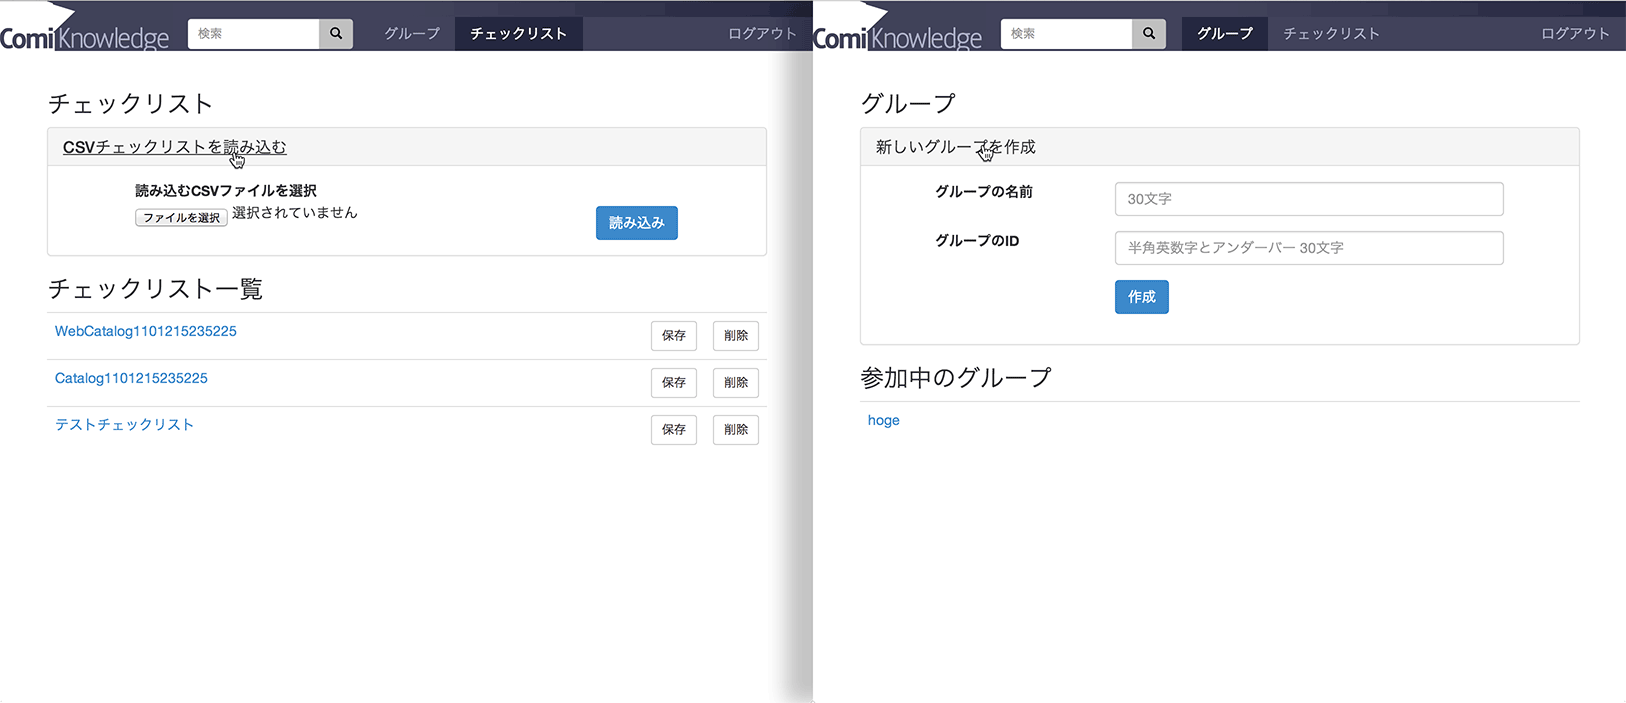 ComiKnowledge
検索
グループ
チェックリスト
ログアウト
チェックリスト
CSVチェックリストを読み込む
読み込むCSVファイルを選択
ファイルを選択 選択されていません
読み込み
チェックリスト一覧
WebCatalog1101215235225
保存 削除
Catalog1101215235225
保存 削除
テストチェックリスト
保存 削除
ComiKnowledge
検索
グループ
チェックリスト
ログアウト
グループ
新しいグループを作成
グループの名前
30文字
グループのID
半角英数字とアンダーバー 30文字
作成
参加中のグループ
hoge